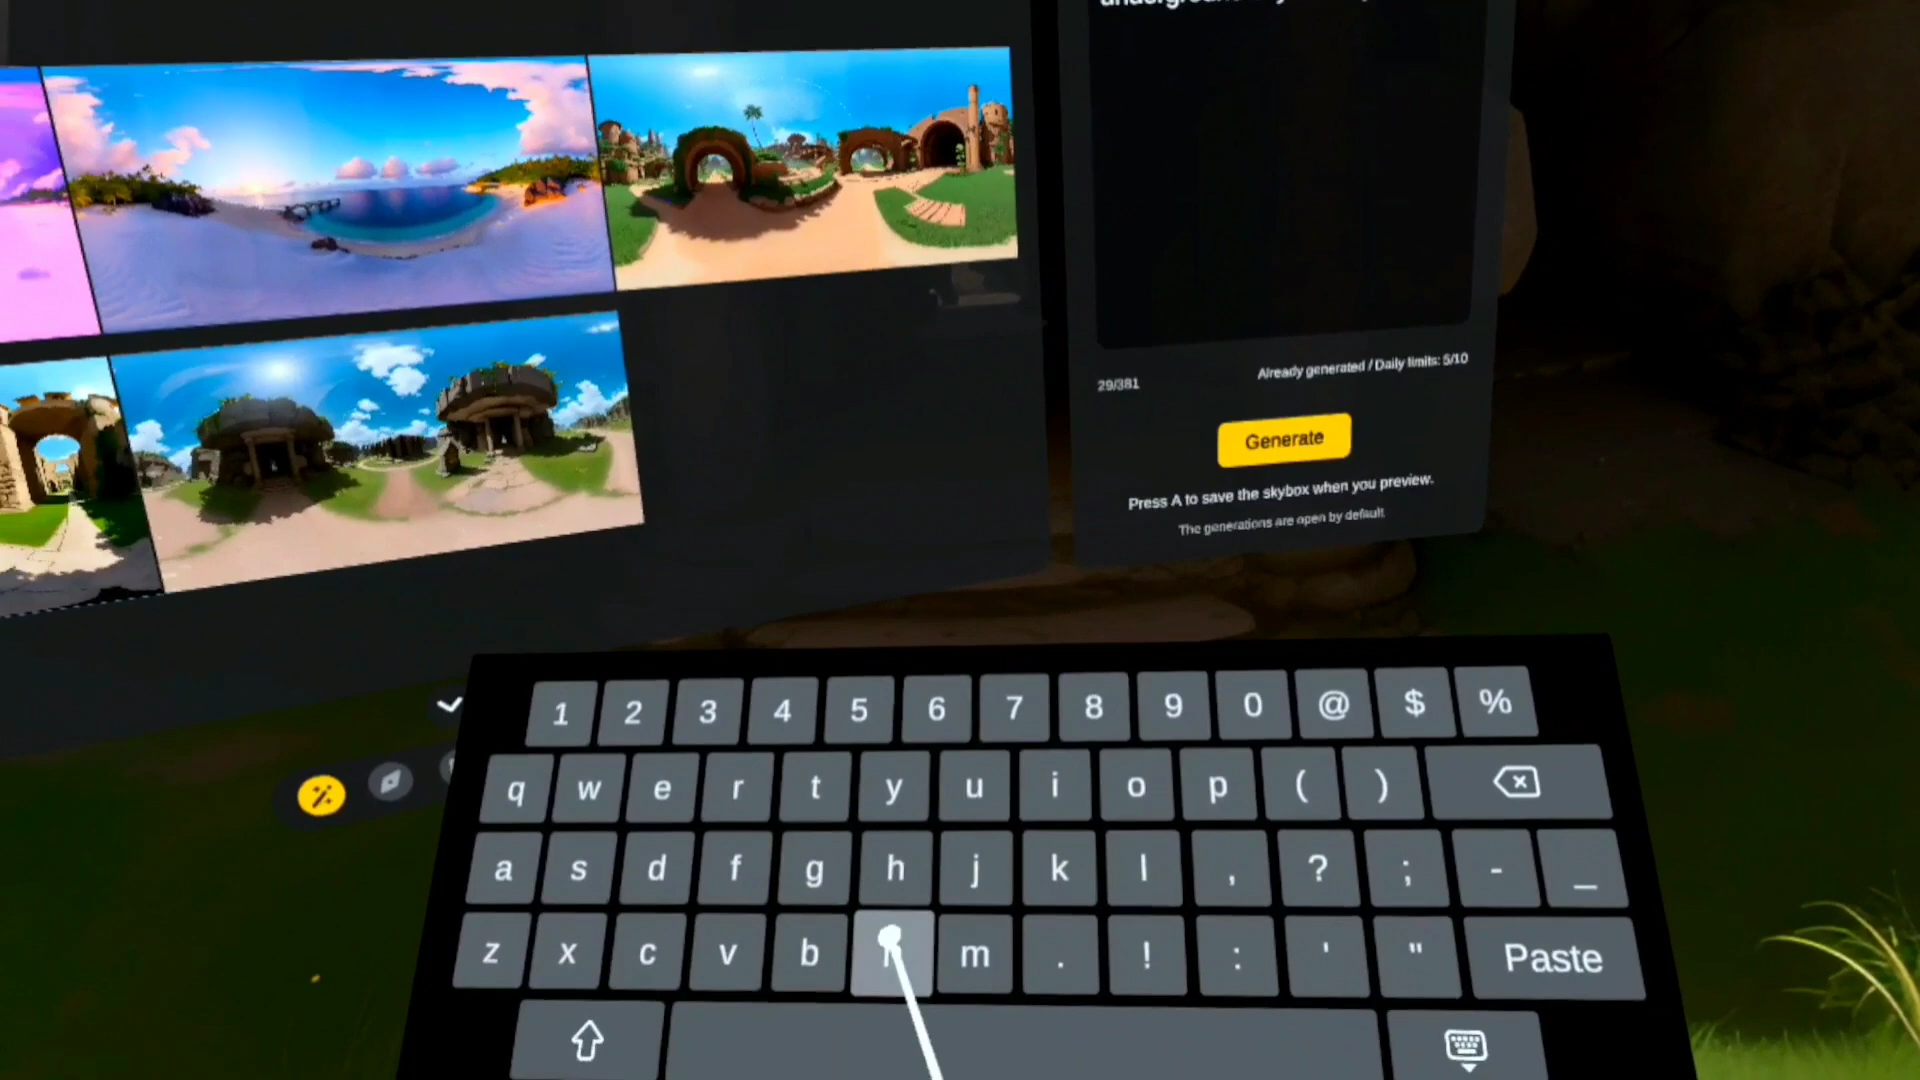 29/381
Already generated / Daily limits: 5/10
Generate
Press A to save the skybox when you preview.
The generations are open by default
1 2 3 4 5 6 7 8 9 0 @ $ %
q w e r t y u i o p ( )
a s d f g h j k l , ? ; - _
z x c v b m . ! : ' " Paste